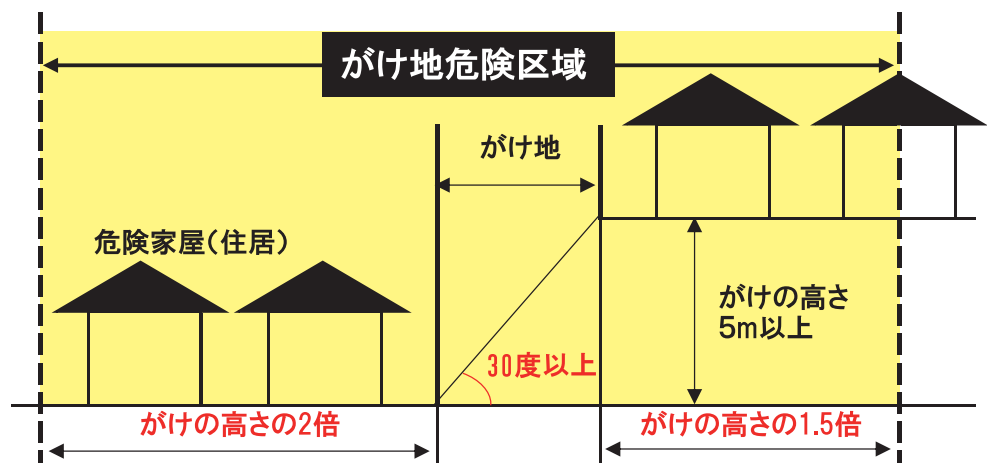 がけ地危険区域
がけ地
危険家屋(住居)
がけの高さ
5m以上
30度以上
がけの高さの2倍
がけの高さの1.5倍